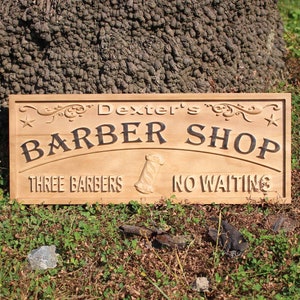 Dexter's
BARBER SHOP
THREE BARBERS NO WAITING